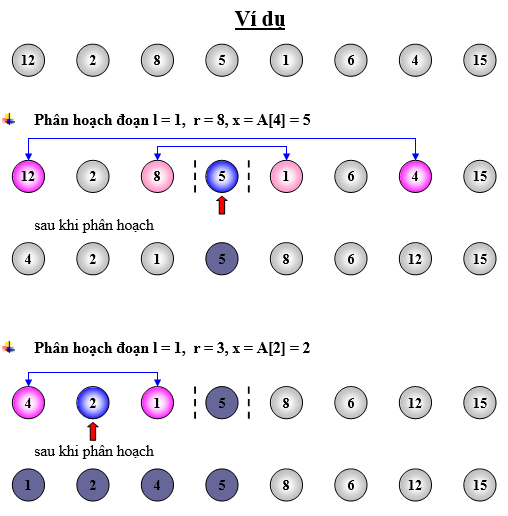 Ví dụ
12 2 8 5 1 6 4 15
Phân hoạch đoạn l = 1, r = 8, x = A[4] = 5
12 2 8 5 1 6 4 15
sau khi phân hoạch
4 2 1 5 8 6 12 15
Phân hoạch đoạn l = 1, r = 3, x = A[2] = 2
4 2 1 5 8 6 12 15
sau khi phân hoạch
1 2 4 5 8 6 12 15